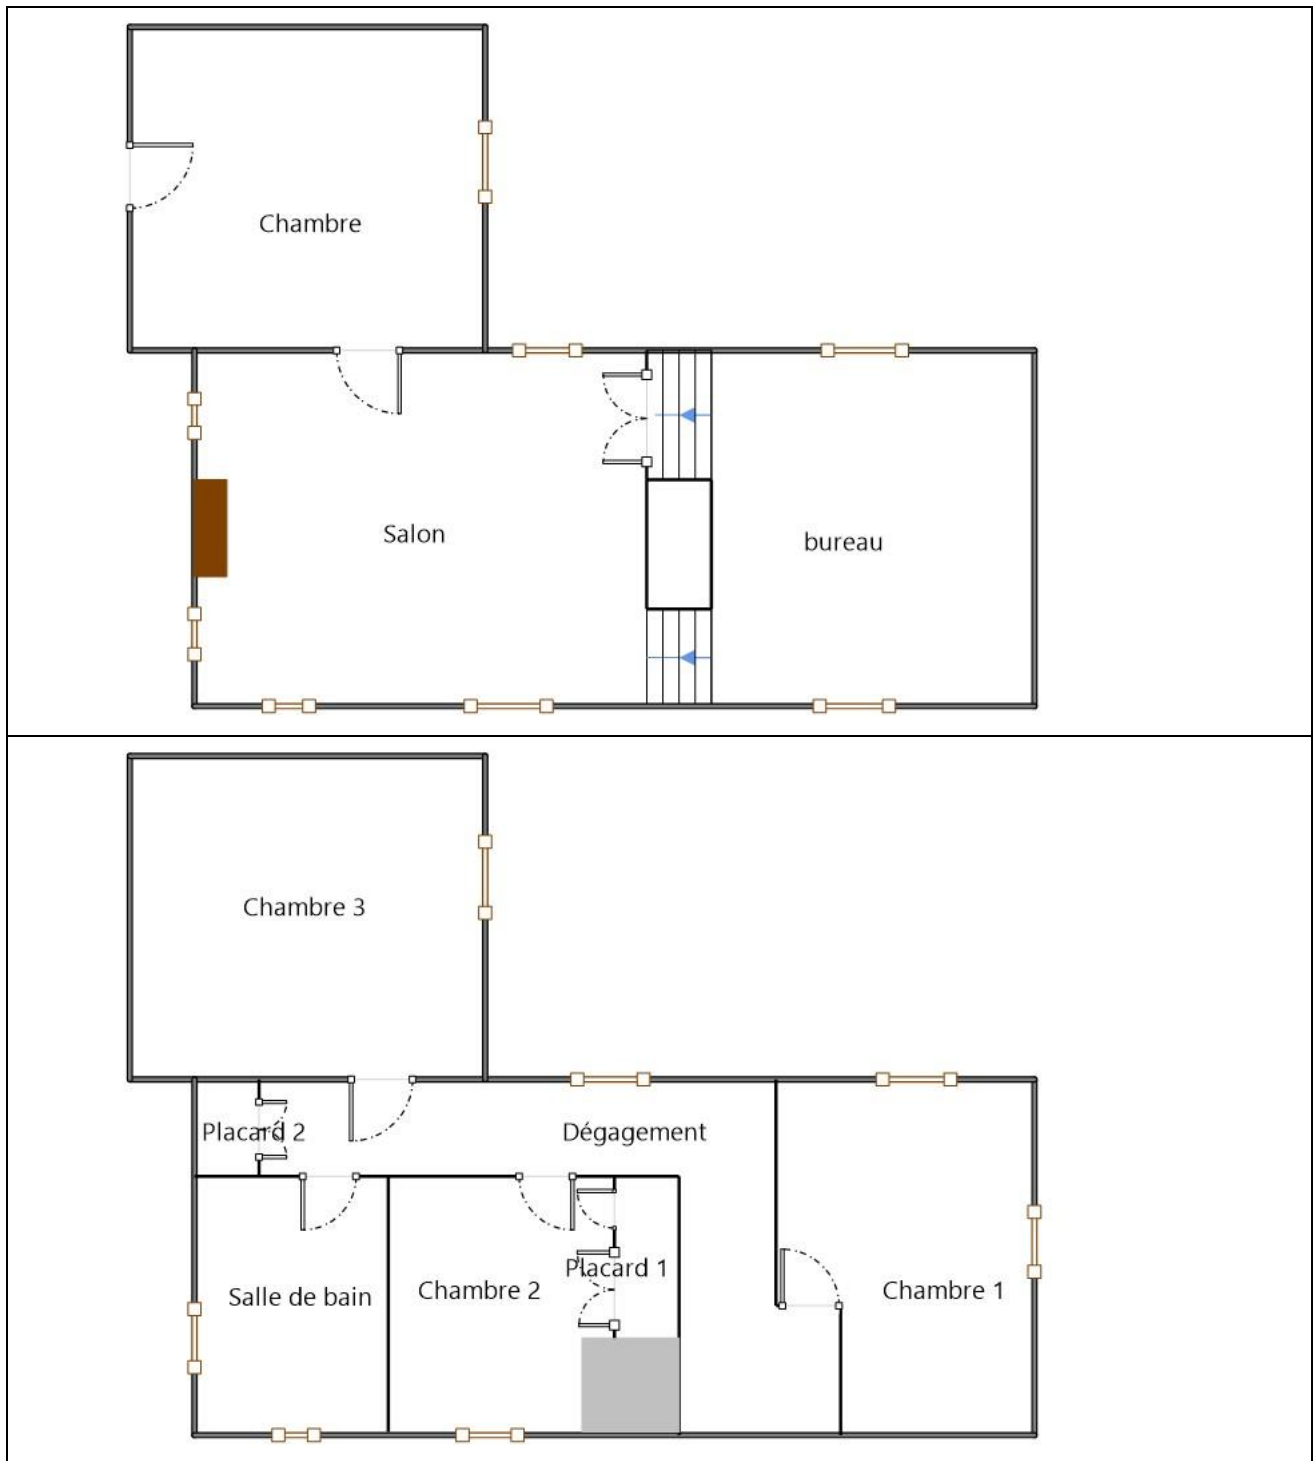 Chambre
Salon
bureau
Chambre 3
Placard 2
Dégagement
Placard 1
Salle de bain
Chambre 2
Chambre 1